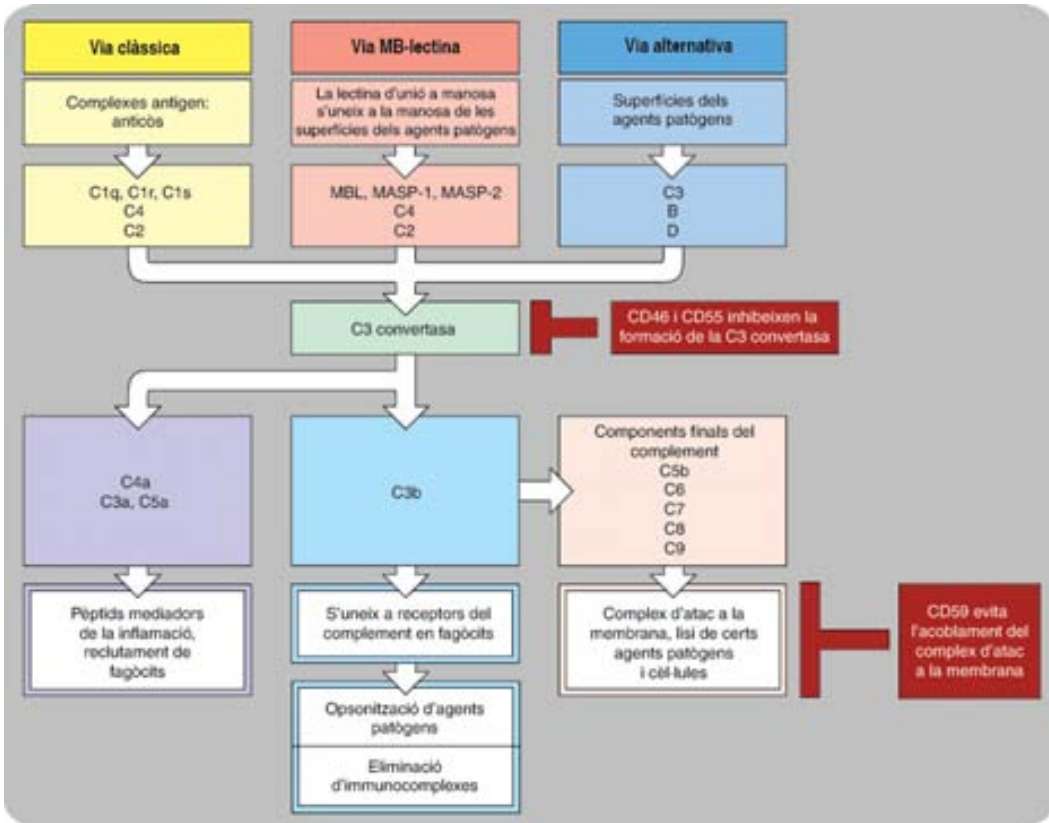 Via clàssica
Via MB-lectina
Via alternativa
Complexes antigen:
anticòs
La lectina d'unió a manosa
s'uneix a la manosa de les
superfícies dels agents patògens
Superfícies dels
agents patògens
C1q, C1r, C1s
C4
C2
MBL, MASP-1, MASP-2
C4
C2
C3
B
D
C3 convertasa
CD46 i CD55 inhibeixen la
formació de la C3 convertasa
C4a
C3a, C5a
C3b
Components finals del
complement
C5b
C6
C7
C8
C9
Pèptids mediadors
de la inflamació,
reclutament de
fagòcits
S'uneix a receptors del
complement en fagòcits
Complex d'atac a la
membrana, lisi de certs
agents patògens
i cèl·lules
CD59 evita
l'acoblament del
complex d'atac
a la membrana
Opsonització d'agents
patògens
Eliminació
d'immunocomplexes